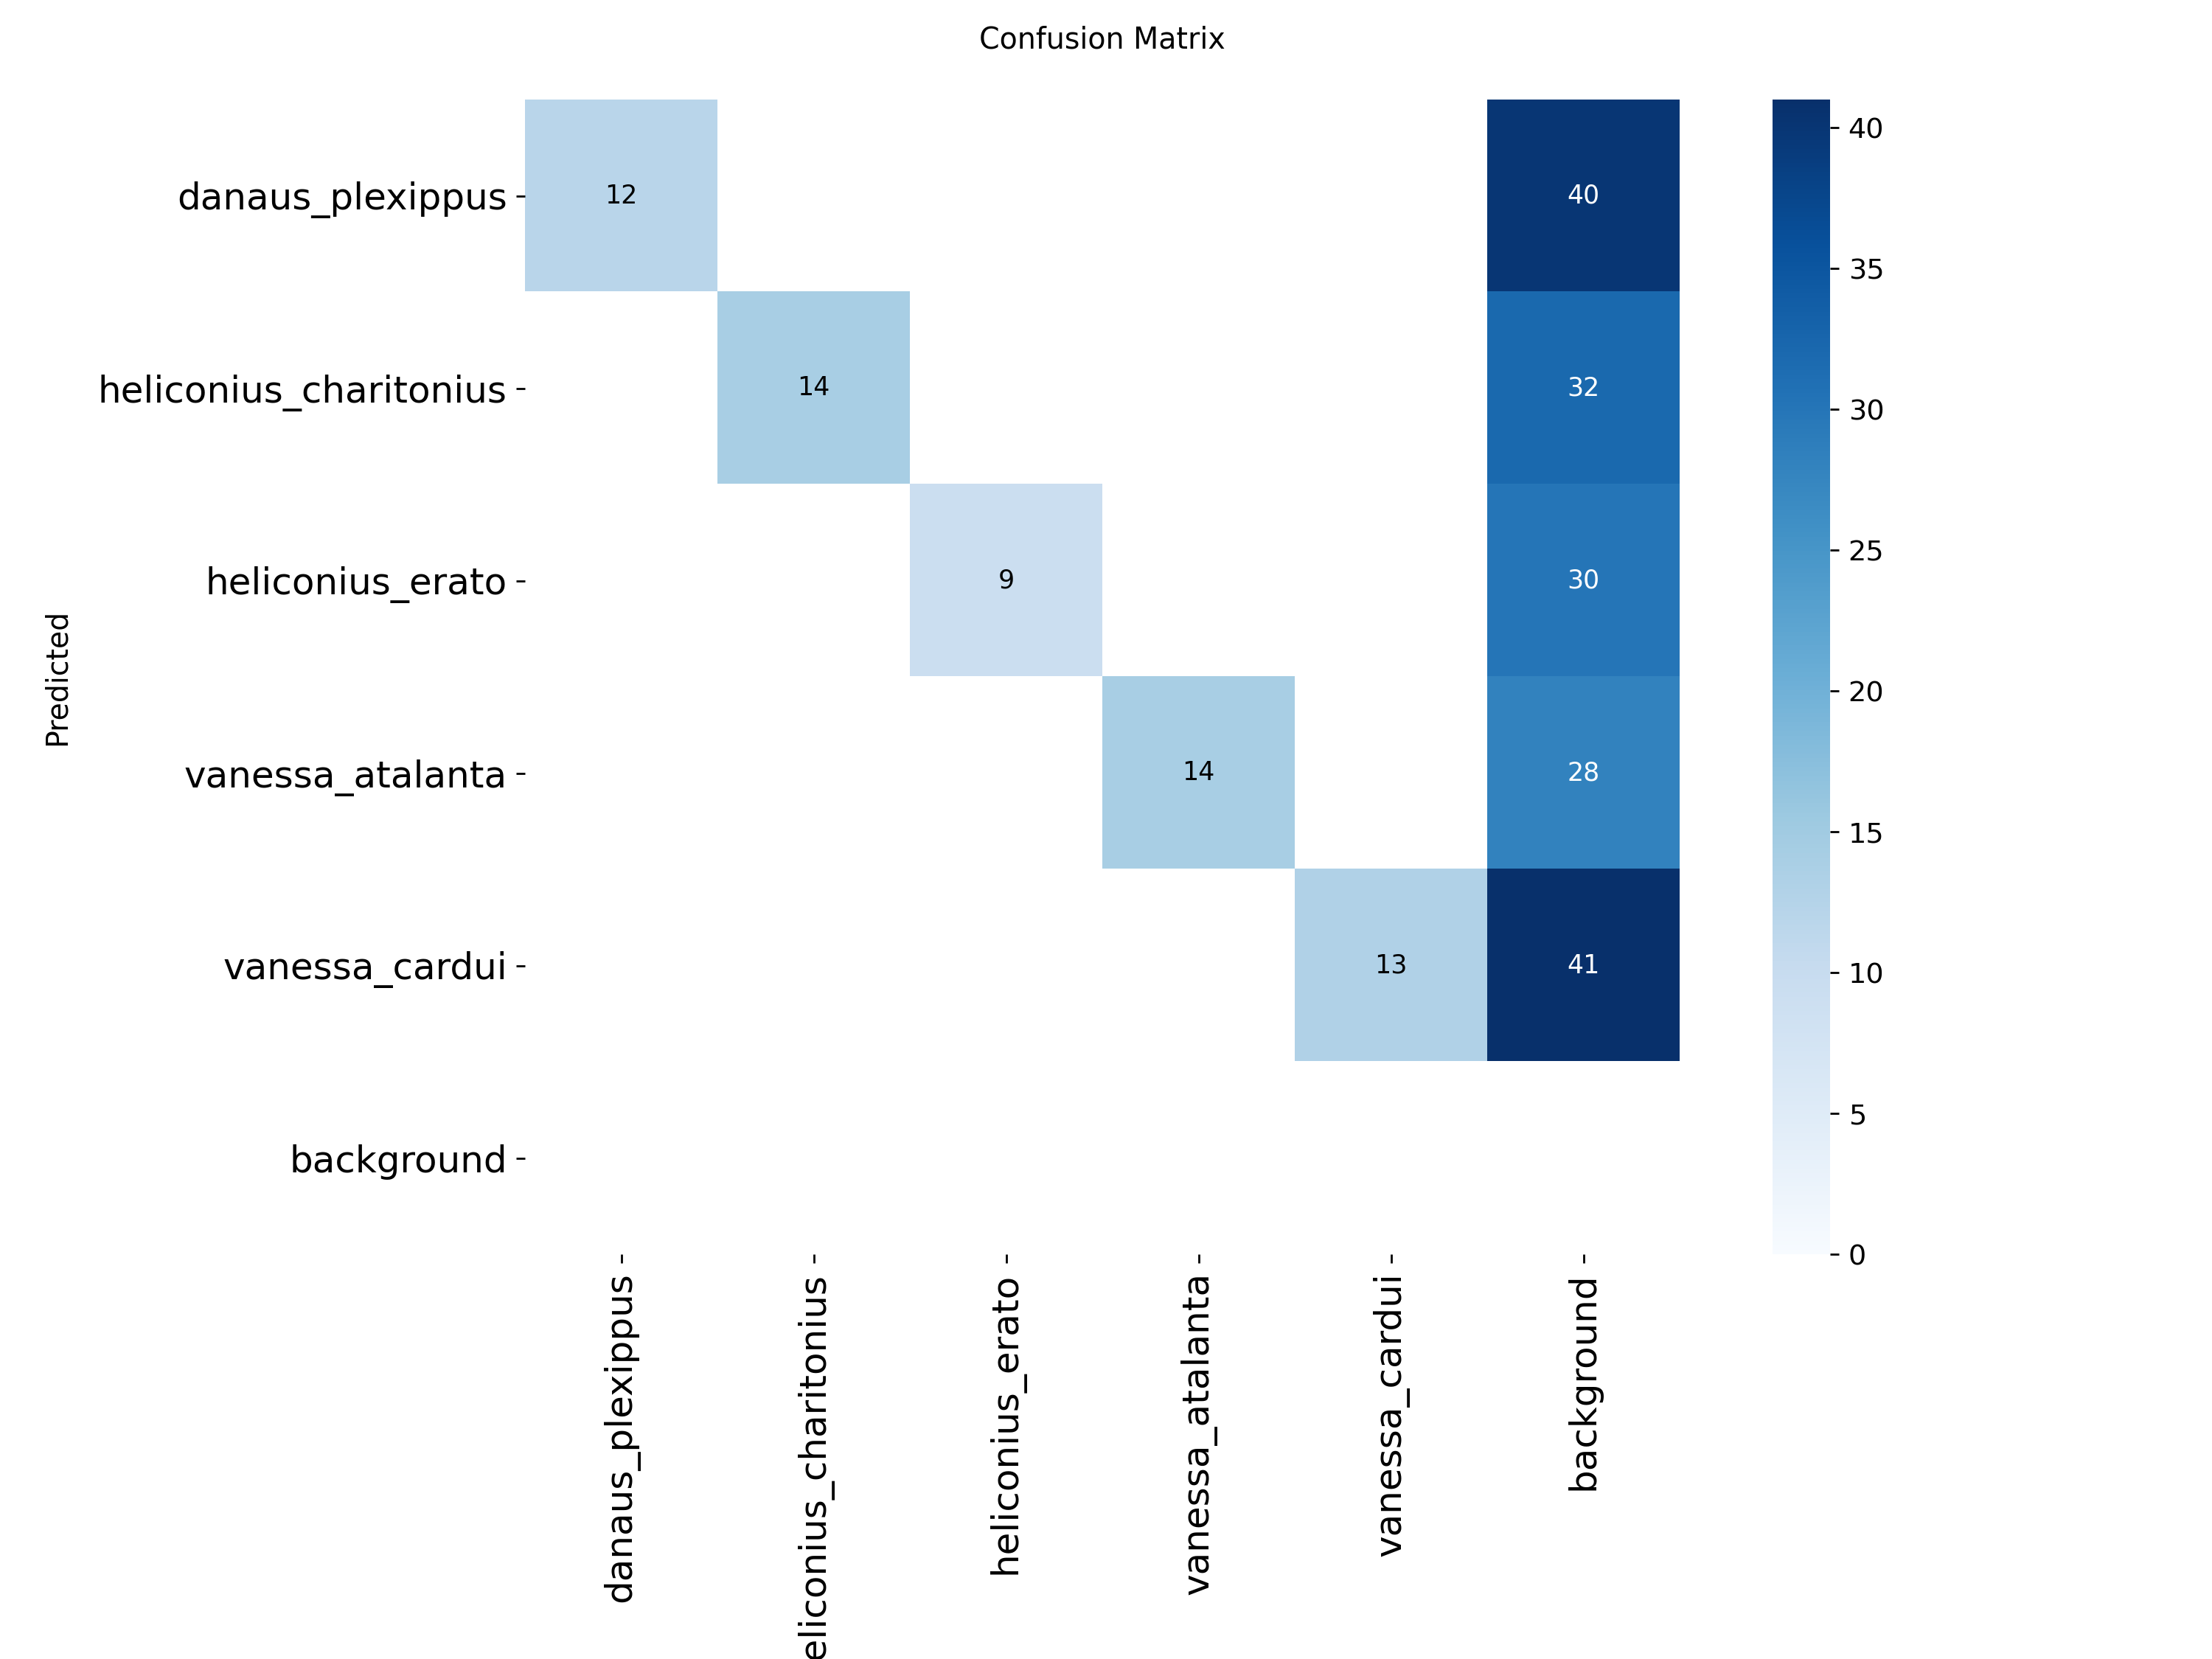 Confusion Matrix
Predicted
danaus_plexippus
heliconius_charitonius
heliconius_erato
vanessa_atalanta
vanessa_cardui
background
12
40
14
32
9
30
14
28
13
41
danaus_plexippus
eliconius_charitonius
heliconius_erato
vanessa_atalanta
vanessa_cardui
background
40
35
30
25
20
15
10
5
0